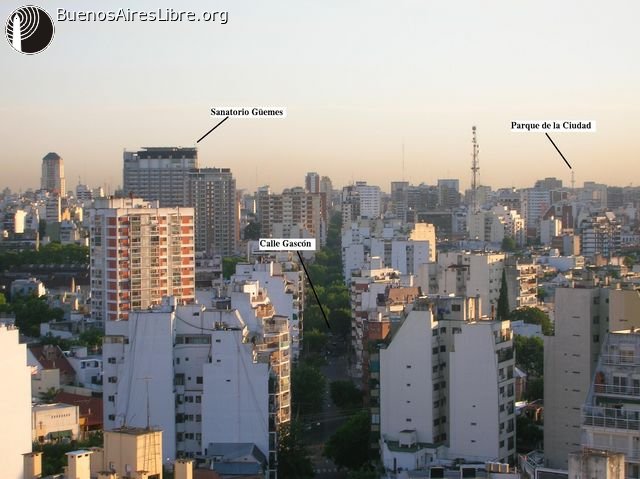 BuenosAiresLibre.org
Sanatorio Güemes
Parque de la Ciudad
Calle Gascón